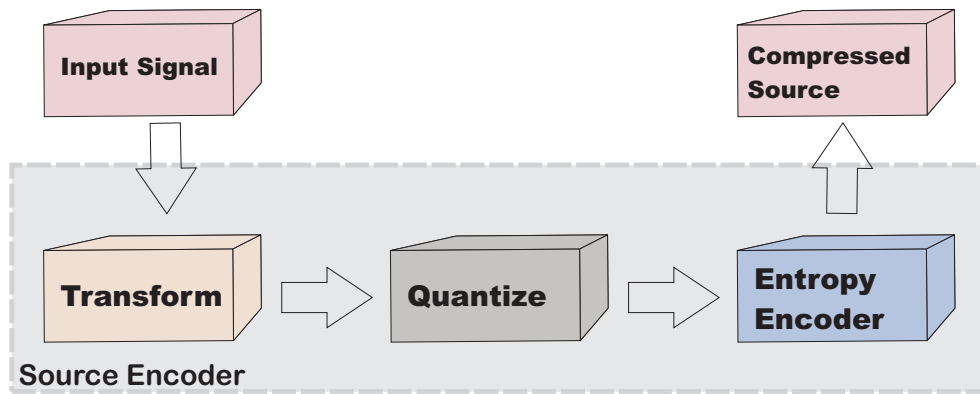 Input Signal
Compressed
Source
Transform
Quantize
Entropy
Encoder
Source Encoder